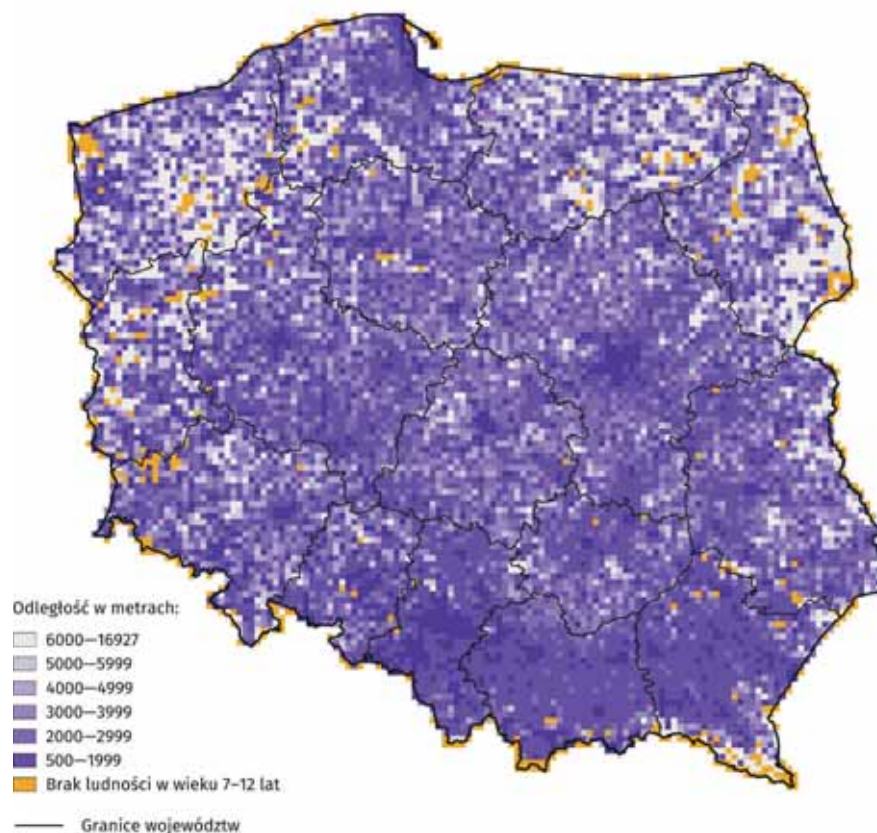 Odległość w metrach:
6000—16927
5000—5999
4000—4999
3000—3999
2000—2999
500—1999
Brak ludności w wieku 7–12 lat
Granice województw